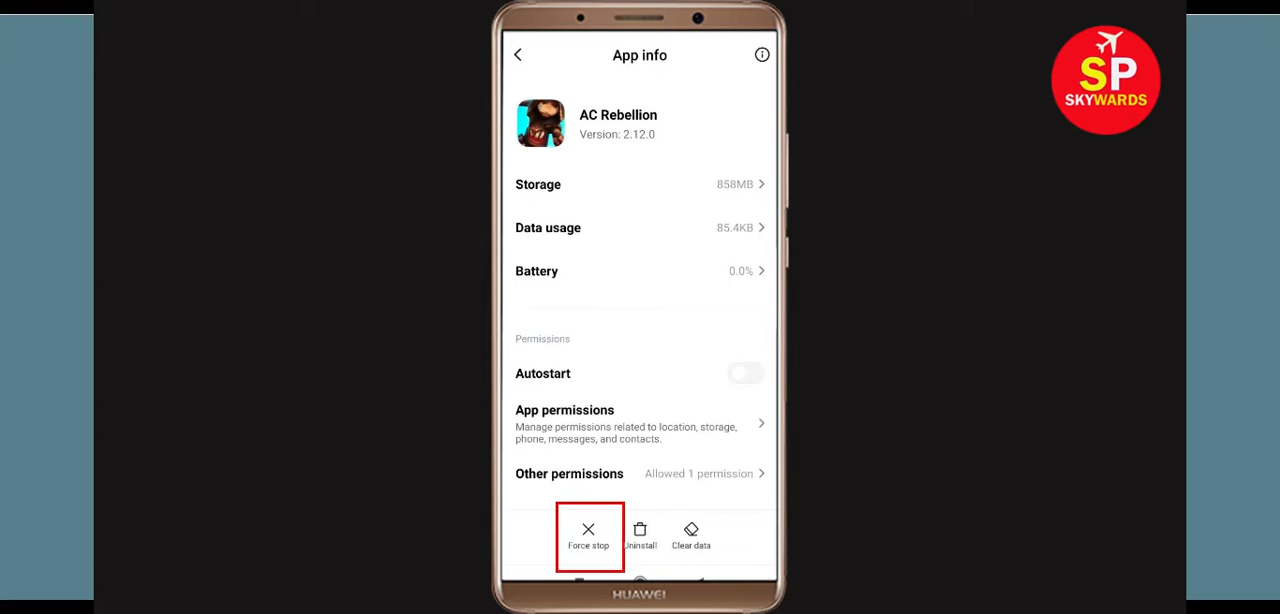 App info
AC Rebellion
Version: 2.12.0
Storage 858MB
Data usage 85.4KB
Battery 0.0%
Permissions
Autostart
App permissions
Manage permissions related to location, storage,
phone, messages, and contacts.
Other permissions Allowed 1 permission
Force stop Uninstall Clear data
HUAWEI
SP
SKYWARDS